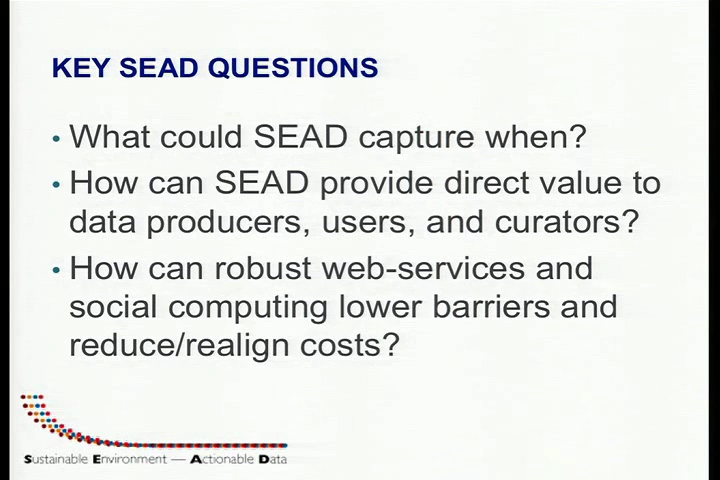 KEY SEAD QUESTIONS
• What could SEAD capture when?
• How can SEAD provide direct value to
data producers, users, and curators?
• How can robust web-services and
social computing lower barriers and
reduce/realign costs?
Sustainable Environment — Actionable Data